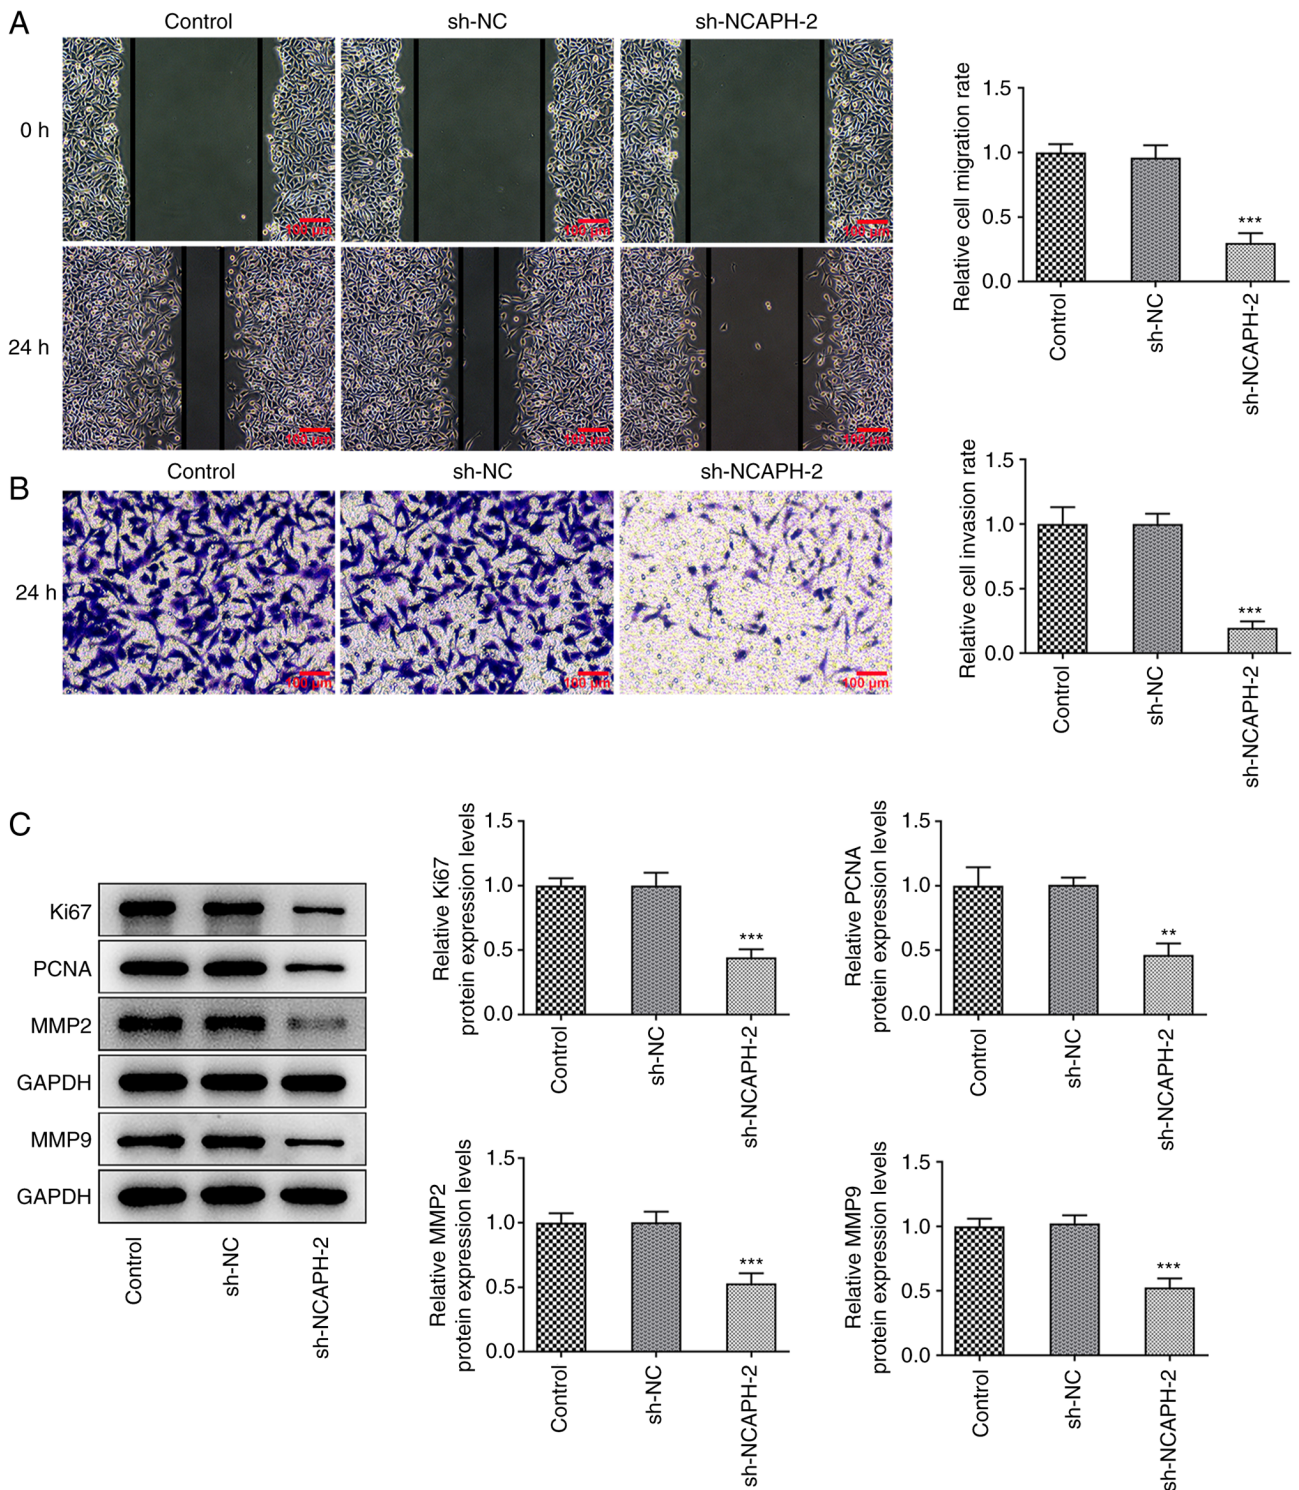 A
Control
sh-NC
sh-NCAPH-2
0 h
100 µm
100 µm
100 µm
24 h
100 µm
100 µm
100 µm
Relative cell migration rate
1.5
1.0
0.5
0.0
***
Control
sh-NC
sh-NCAPH-2
B
Control
sh-NC
sh-NCAPH-2
24 h
100 µm
100 µm
100 µm
Relative cell invasion rate
1.5
1.0
0.5
0.0
***
Control
sh-NC
sh-NCAPH-2
C
Ki67
PCNA
MMP2
GAPDH
MMP9
GAPDH
Control
sh-NC
sh-NCAPH-2
Relative Ki67
protein expression levels
1.5
1.0
0.5
0.0
***
Control
sh-NC
sh-NCAPH-2
Relative PCNA
protein expression levels
1.5
1.0
0.5
0.0
**
Control
sh-NC
sh-NCAPH-2
Relative MMP2
protein expression levels
1.5
1.0
0.5
0.0
***
Control
sh-NC
sh-NCAPH-2
Relative MMP9
protein expression levels
1.5
1.0
0.5
0.0
***
Control
sh-NC
sh-NCAPH-2